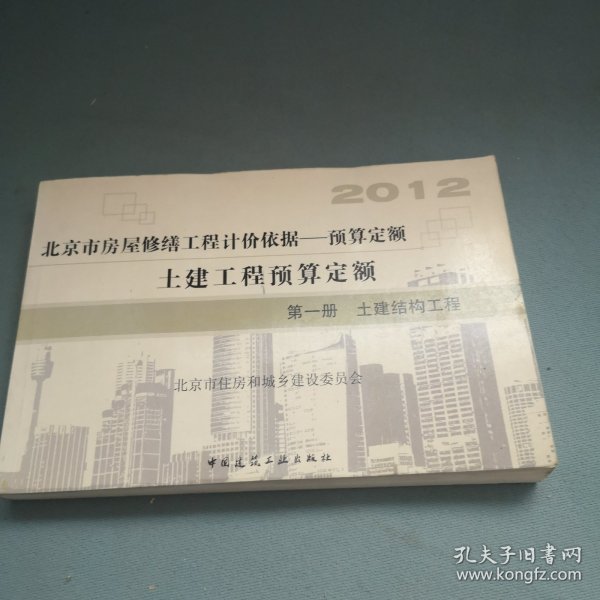 2012
北京市房屋修缮工程计价依据——预算定额
土建工程预算定额
第一册 土建结构工程
北京市住房和城乡建设委员会
中国建筑工业出版社
孔夫子旧书网
www.kongfz.com